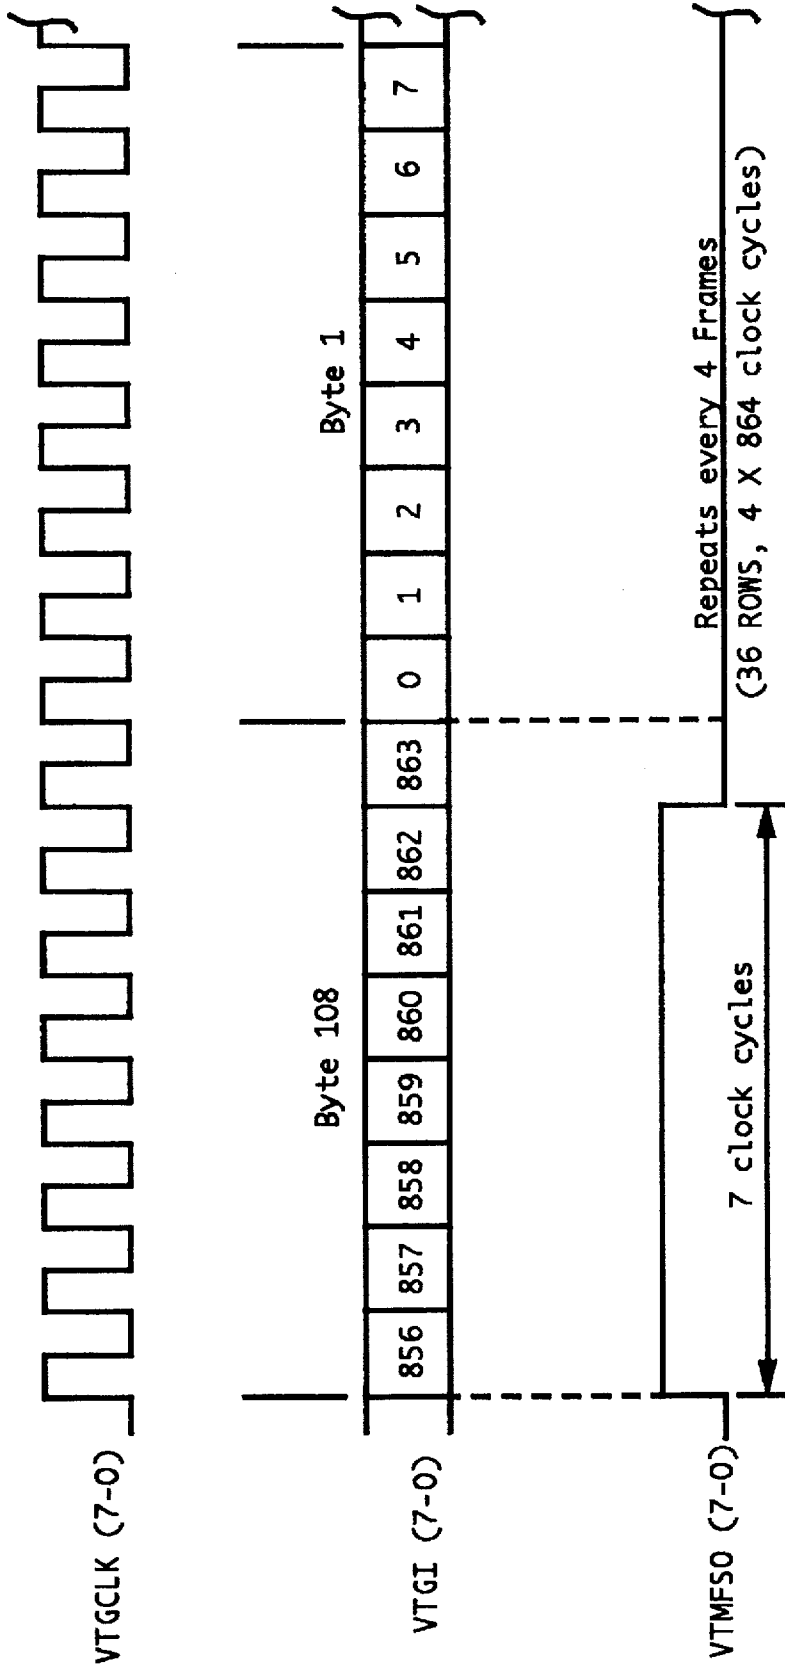 VTGCLK (7-0)
Byte 108
Byte 1
VTGI (7-0)
856 857 858 859 860 861 862 863 0 1 2 3 4 5 6 7
VTMFSO (7-0)
7 clock cycles
Repeats every 4 Frames
(36 ROWS, 4 X 864 clock cycles)